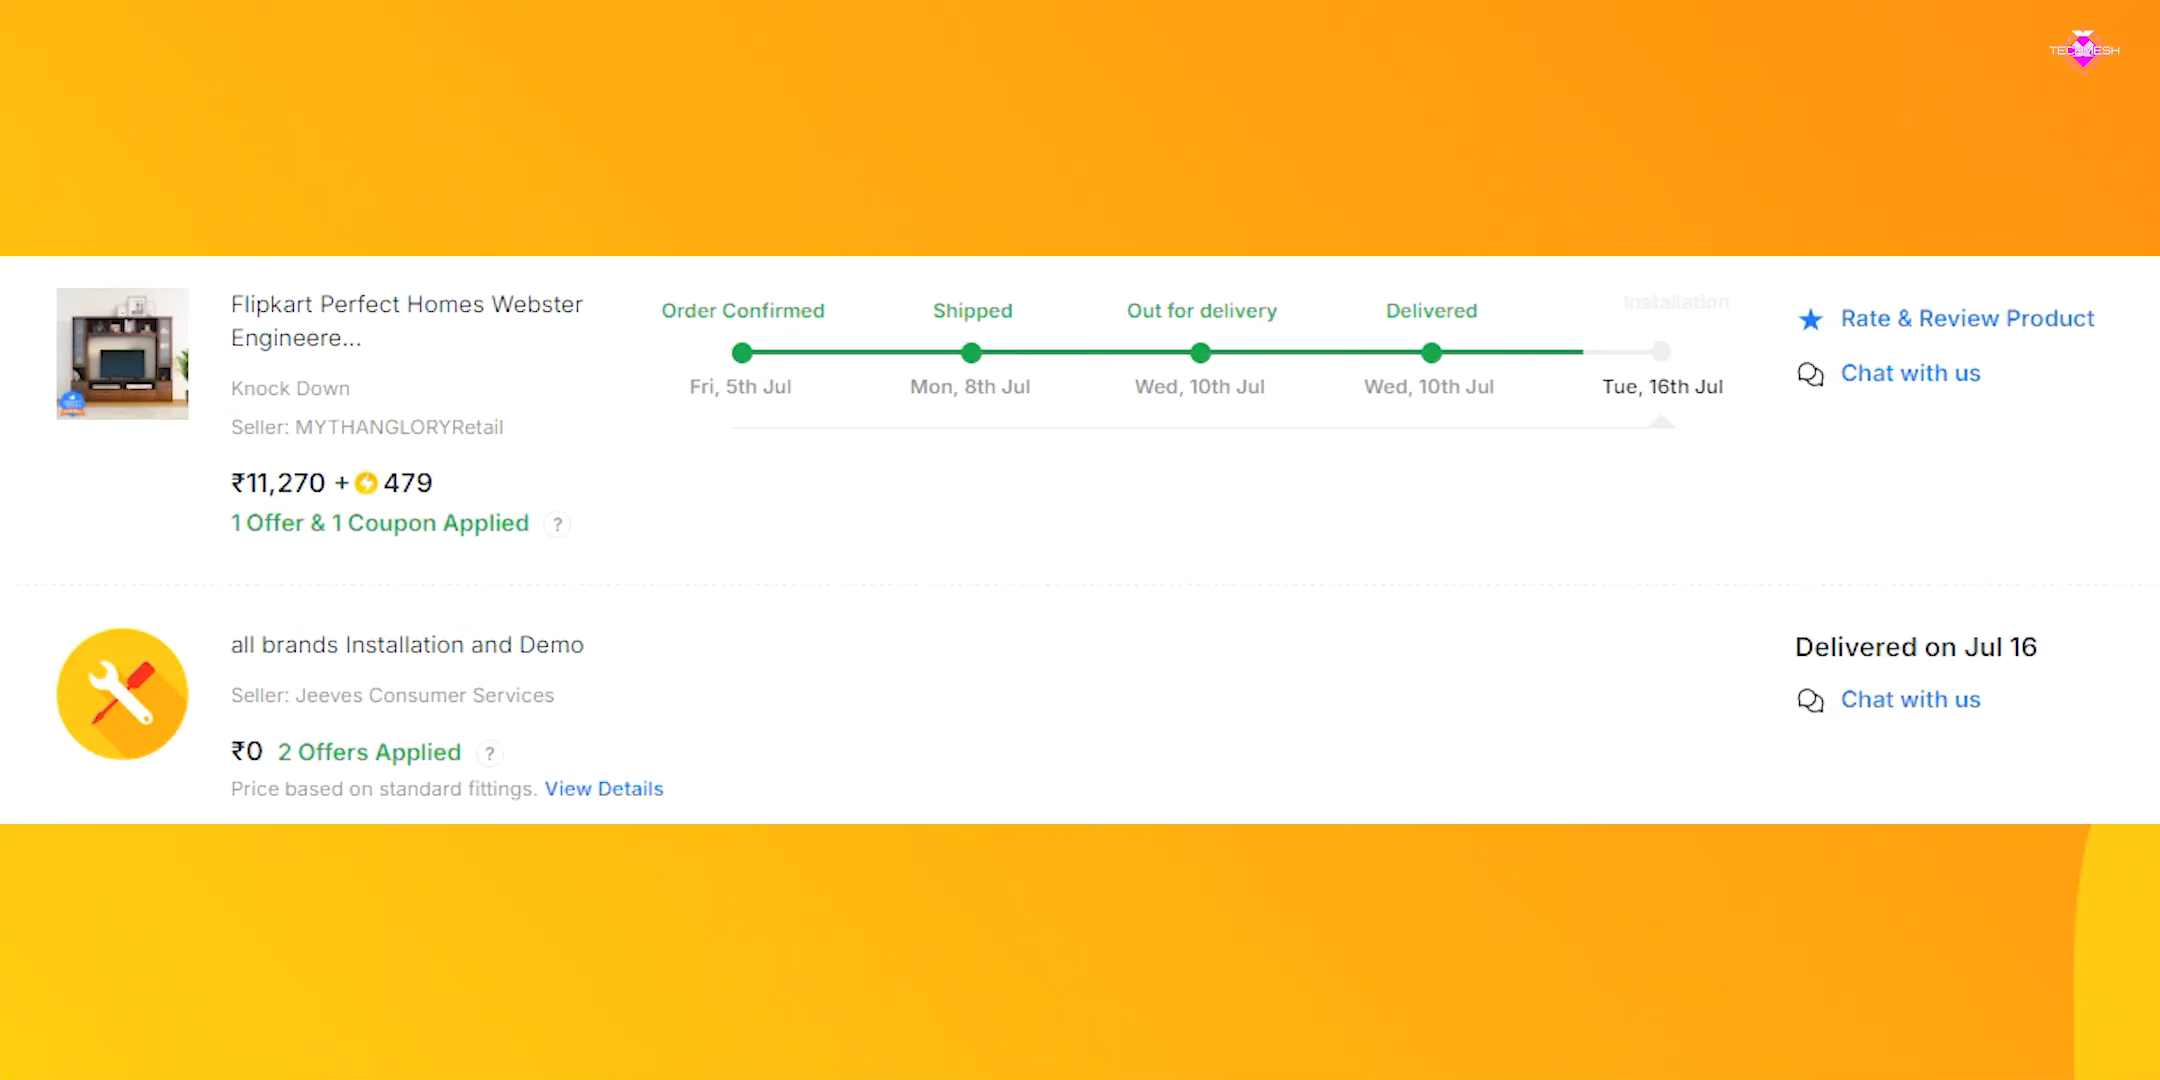 TECHMESH
Flipkart Perfect Homes Webster
Engineere...
Knock Down
Seller: MYTHANGLORYRetail
₹11,270 + 479
1 Offer & 1 Coupon Applied ?
Order Confirmed
Fri, 5th Jul
Shipped
Mon, 8th Jul
Out for delivery
Wed, 10th Jul
Delivered
Wed, 10th Jul
Installation
Tue, 16th Jul
Rate & Review Product
Chat with us
all brands Installation and Demo
Seller: Jeeves Consumer Services
₹0 2 Offers Applied ?
Price based on standard fittings. View Details
Delivered on Jul 16
Chat with us